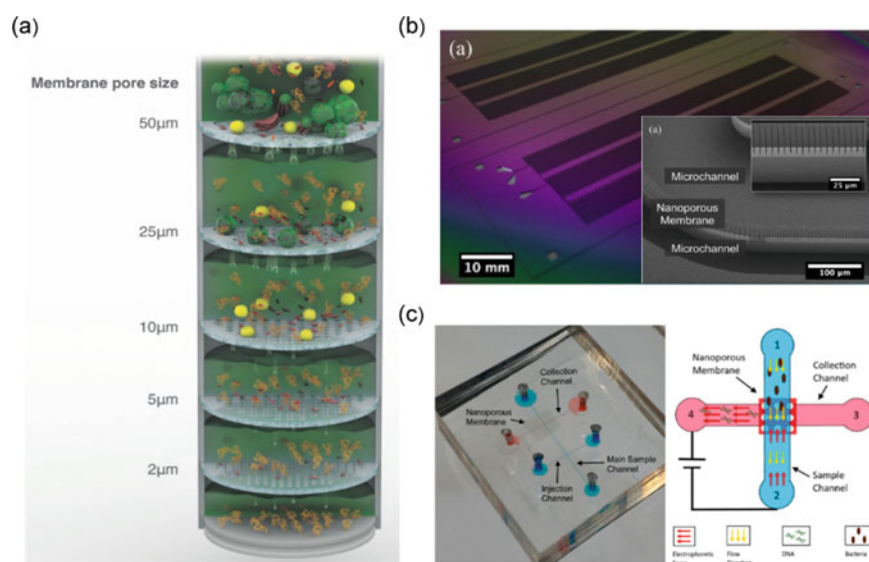 (a)
Membrane pore size
50µm
25µm
10µm
5µm
2µm
(b)
(a)
10 mm
(a)
Microchannel
Nanoporous
Membrane
Microchannel
25 µm
100 µm
(c)
Collection
Channel
Nanoporous
Membrane
Main Sample
Channel
Injection
Channel
Nanoporous
Membrane
Collection
Channel
1
4
3
2
Sample
Channel
Electrophoretic
Flow
DNA
Bacteria